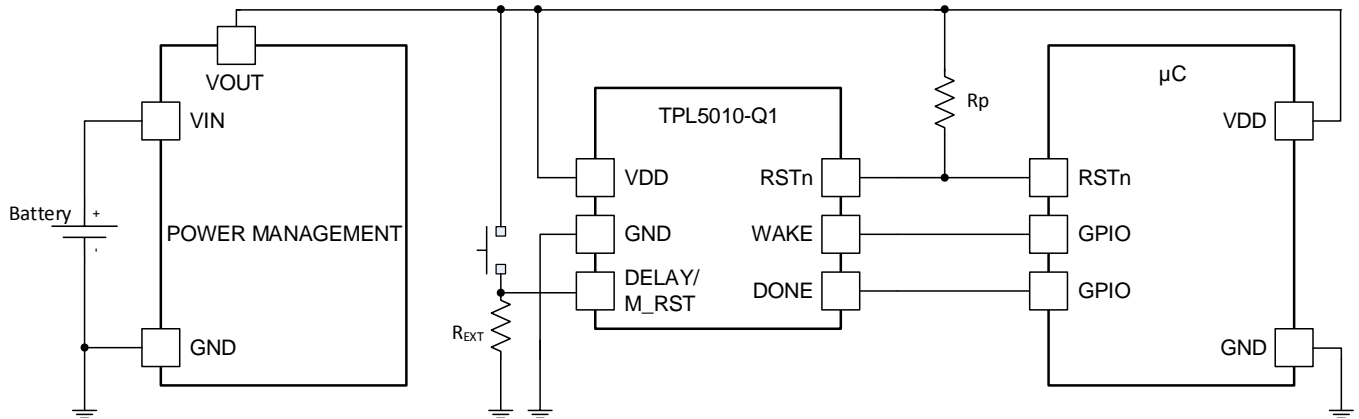 VOUT
VIN
Battery
+
-
POWER MANAGEMENT
GND
REXT
TPL5010-Q1
VDD
GND
DELAY/
M_RST
RSTn
WAKE
DONE
Rp
µC
VDD
RSTn
GPIO
GPIO
GND